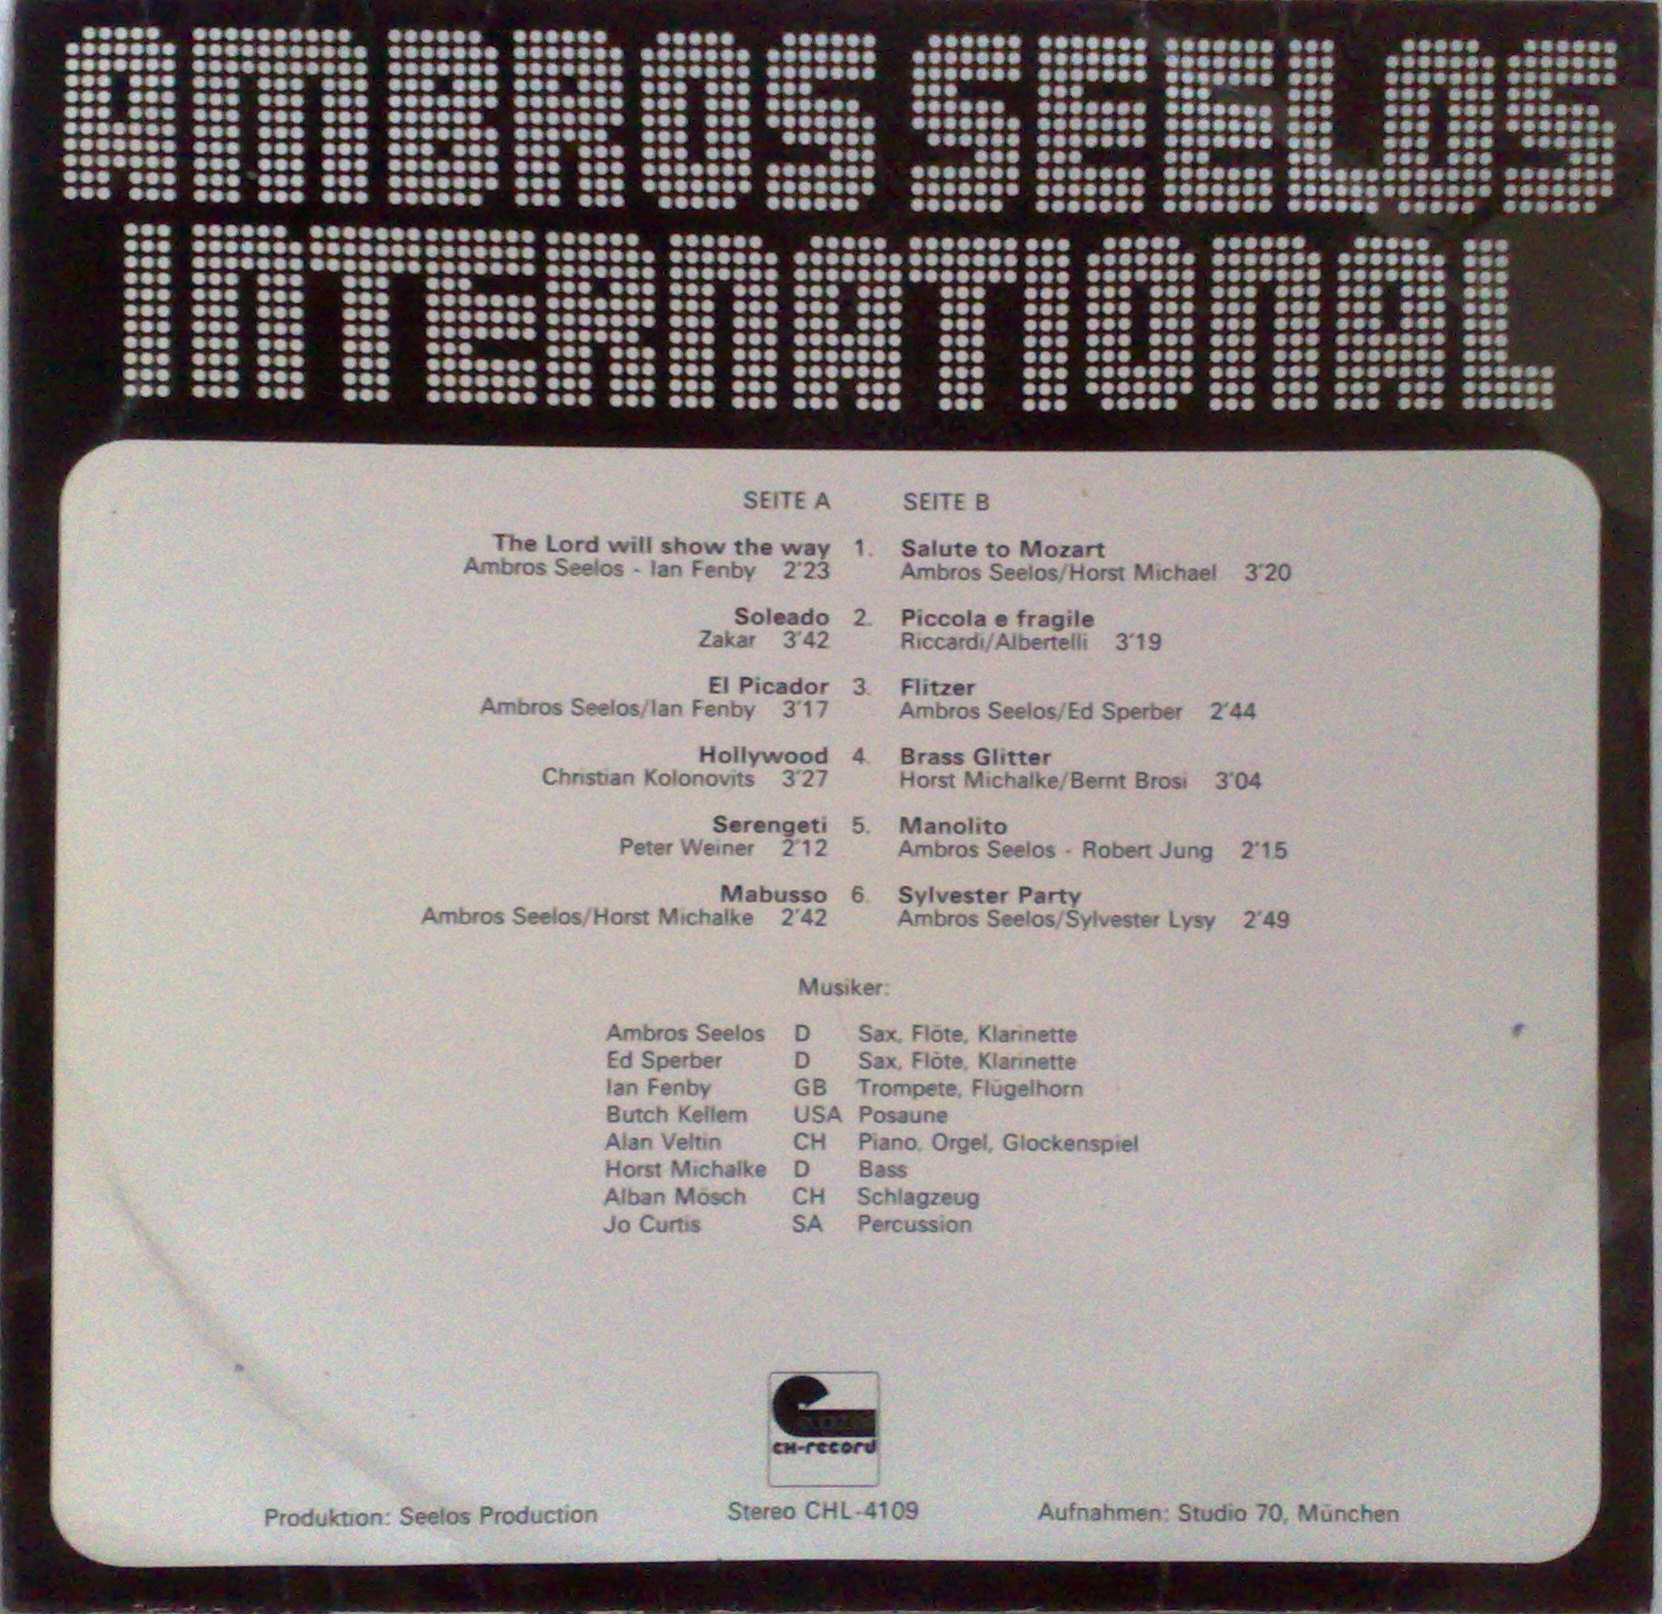 AMBROS SEELOS
INTERNATIONAL
SEITE A SEITE B
The Lord will show the way 1. Salute to Mozart
Ambros Seelos - Ian Fenby 2'23 Ambros Seelos/Horst Michael 3'20
Soleado 2. Piccola e fragile
Zakar 3'42 Riccardi/Albertelli 3'19
El Picador 3. Flitzer
Ambros Seelos/Ian Fenby 3'17 Ambros Seelos/Ed Sperber 2'44
Hollywood 4. Brass Glitter
Christian Kolonovits 3'27 Horst Michalke/Bernt Brosi 3'04
Serengeti 5. Manolito
Peter Weiner 2'12 Ambros Seelos - Robert Jung 2'15
Mabusso 6. Sylvester Party
Ambros Seelos/Horst Michalke 2'42 Ambros Seelos/Sylvester Lysy 2'49
Musiker:
Ambros Seelos D Sax, Flöte, Klarinette
Ed Sperber D Sax, Flöte, Klarinette
Ian Fenby GB Trompete, Flügelhorn
Butch Kellem USA Posaune
Alan Veltin CH Piano, Orgel, Glockenspiel
Horst Michalke D Bass
Alban Mösch CH Schlagzeug
Jo Curtis SA Percussion
CH-record
Produktion: Seelos Production Stereo CHL-4109 Aufnahmen: Studio 70, München